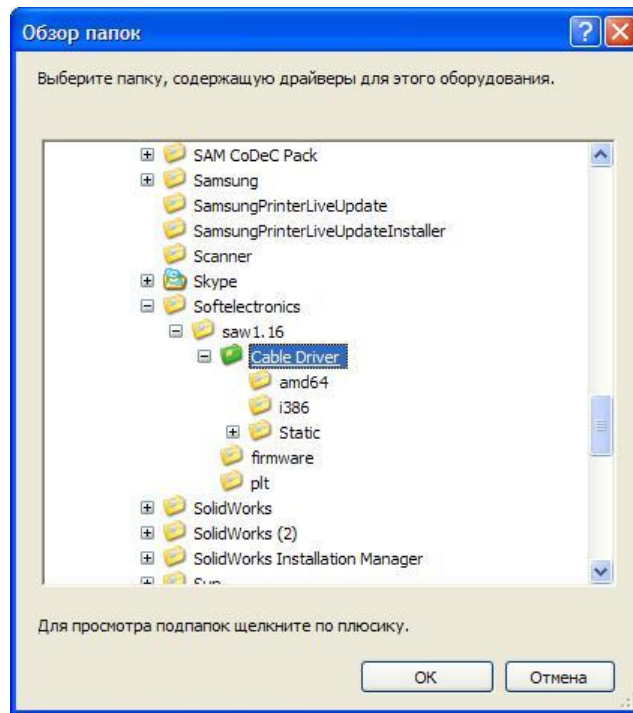 Обзор папок
Выберите папку, содержащую драйверы для этого оборудования.
SAM CoDeC Pack
Samsung
SamsungPrinterLiveUpdate
SamsungPrinterLiveUpdateInstaller
Scanner
Skype
Softelectronics
saw1.16
Cable Driver
amd64
i386
Static
firmware
plt
SolidWorks
SolidWorks (2)
SolidWorks Installation Manager
Sun
Для просмотра подпапок щелкните по плюсику.
OK
Отмена